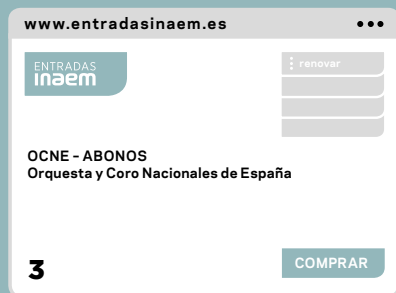 www.entradasinaem.es
ENTRADAS
inaem
renovar
OCNE - ABONOS
Orquesta y Coro Nacionales de España
3
COMPRAR